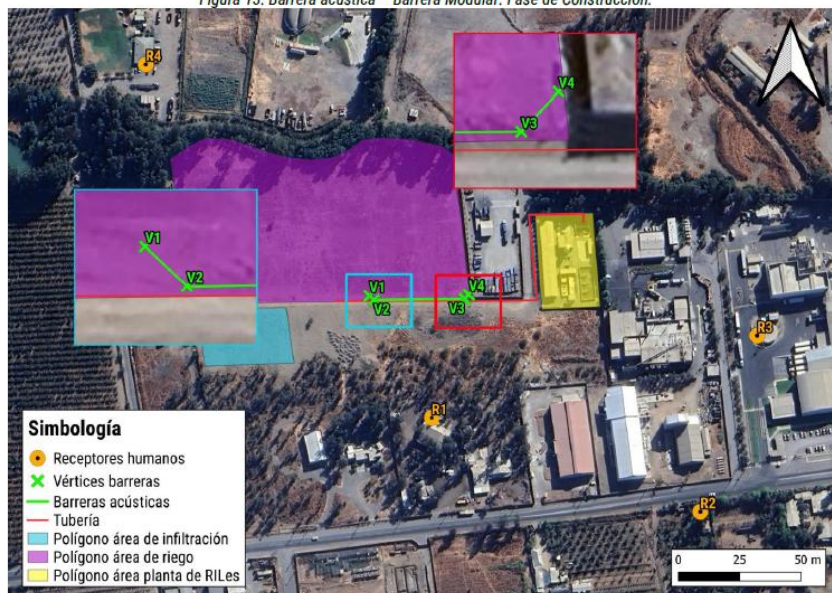 Figura 15. Barrera acústica – Barrera Modular. Fase de Construcción.
R4
V4
V3
V1
V2
V1
V2
V4
V3
R3
R1
R2
Simbología
Receptores humanos
Vértices barreras
Barreras acústicas
Tubería
Polígono área de infiltración
Polígono área de riego
Polígono área planta de RILes
0 25 50 m